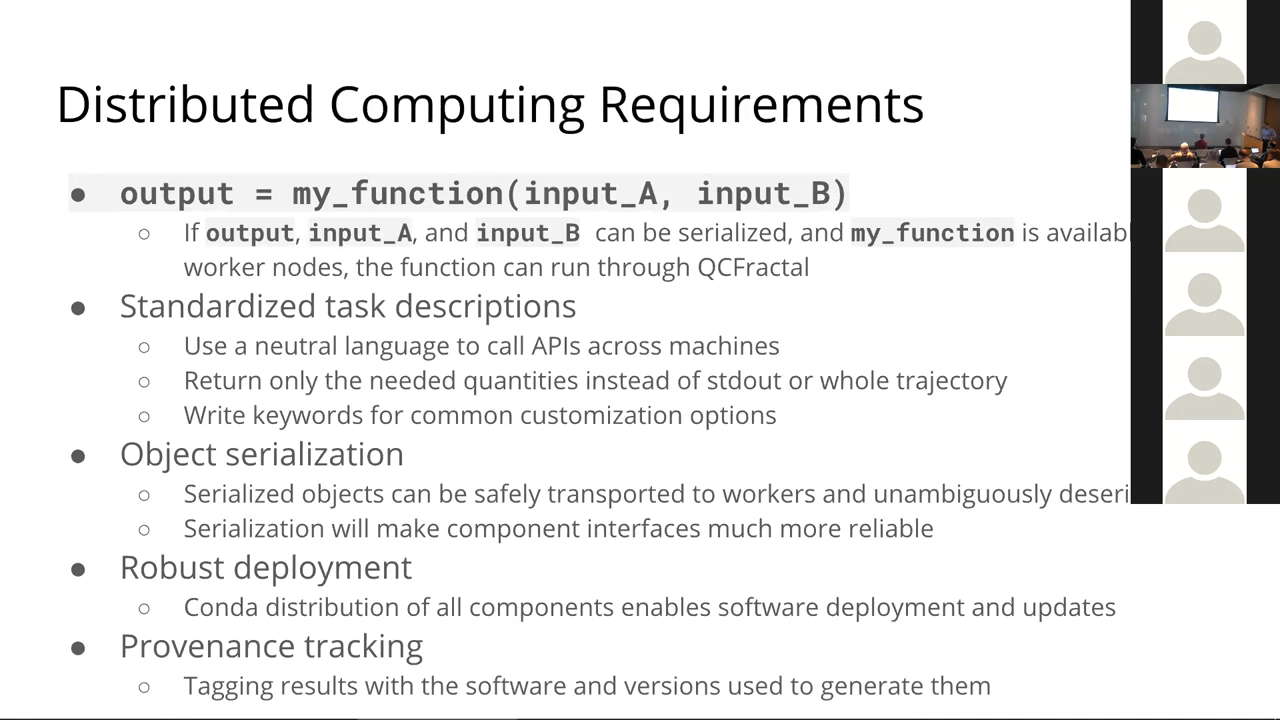 Distributed Computing Requirements
● output = my_function(input_A, input_B)
○ If output, input_A, and input_B can be serialized, and my_function is
worker nodes, the function can run through QCFractal
● Standardized task descriptions
○ Use a neutral language to call APIs across machines
○ Return only the needed quantities instead of stdout or whole trajectory
○ Write keywords for common customization options
● Object serialization
○ Serialized objects can be safely transported to workers and unambiguously
○ Serialization will make component interfaces much more reliable
● Robust deployment
○ Conda distribution of all components enables software deployment and updates
● Provenance tracking
○ Tagging results with the software and versions used to generate them